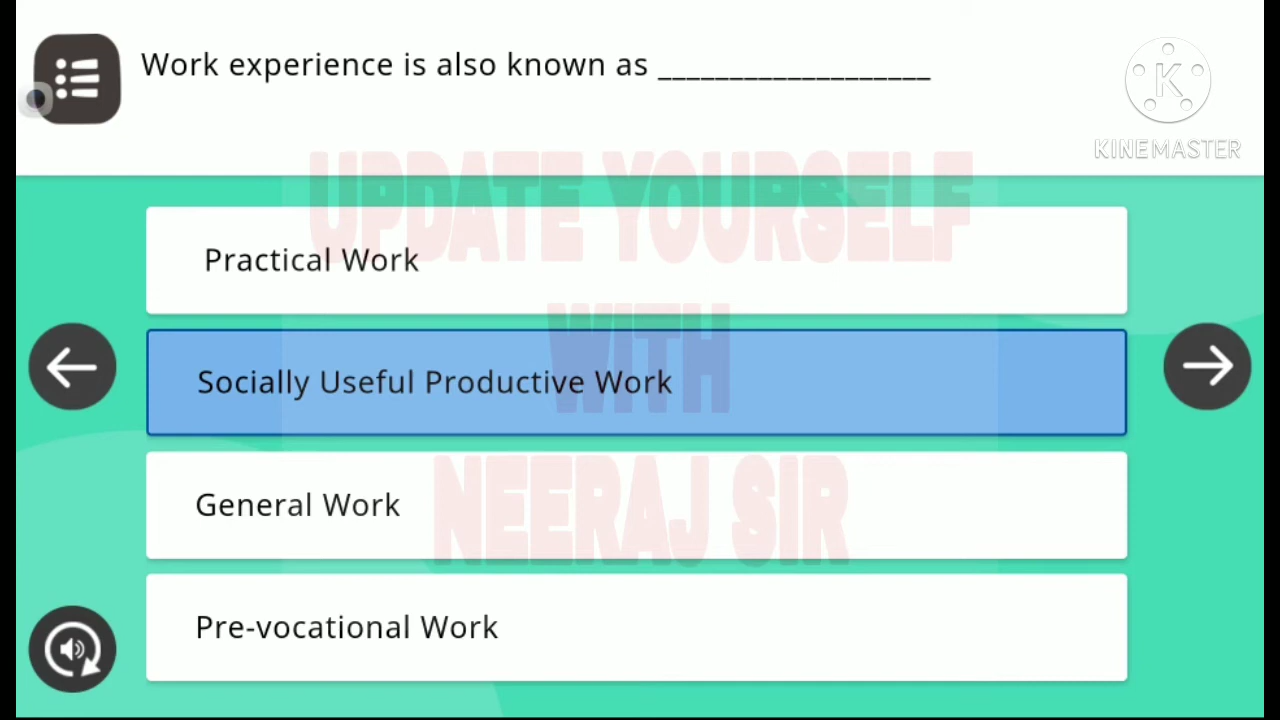 Work experience is also known as ___________________
K
KINEMASTER
UPDATE YOURSELF
Practical Work
WITH
Socially Useful Productive Work
NEERAJ SIR
General Work
Pre-vocational Work